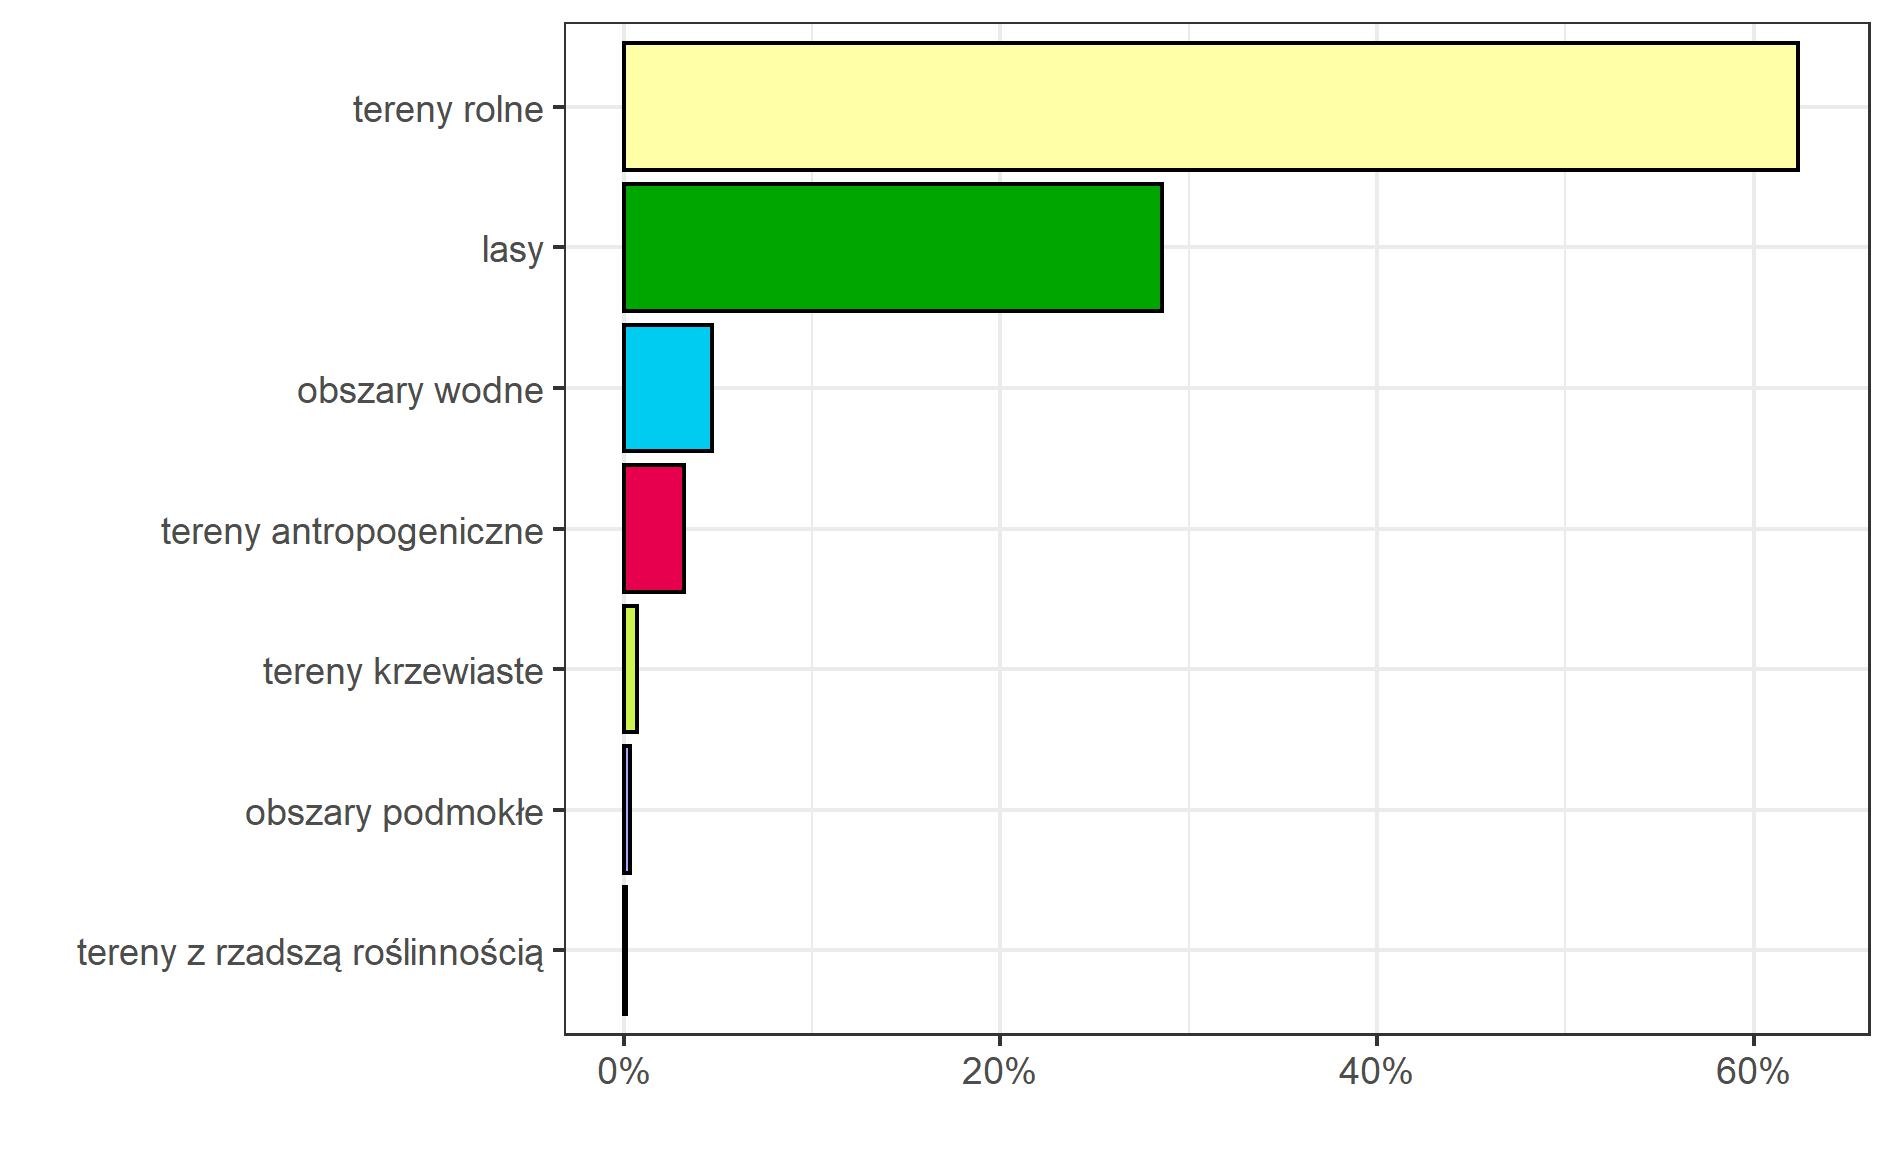 tereny rolne
lasy
obszary wodne
tereny antropogeniczne
tereny krzewiaste
obszary podmokłe
tereny z rzadszą roślinnością
0% 20% 40% 60%